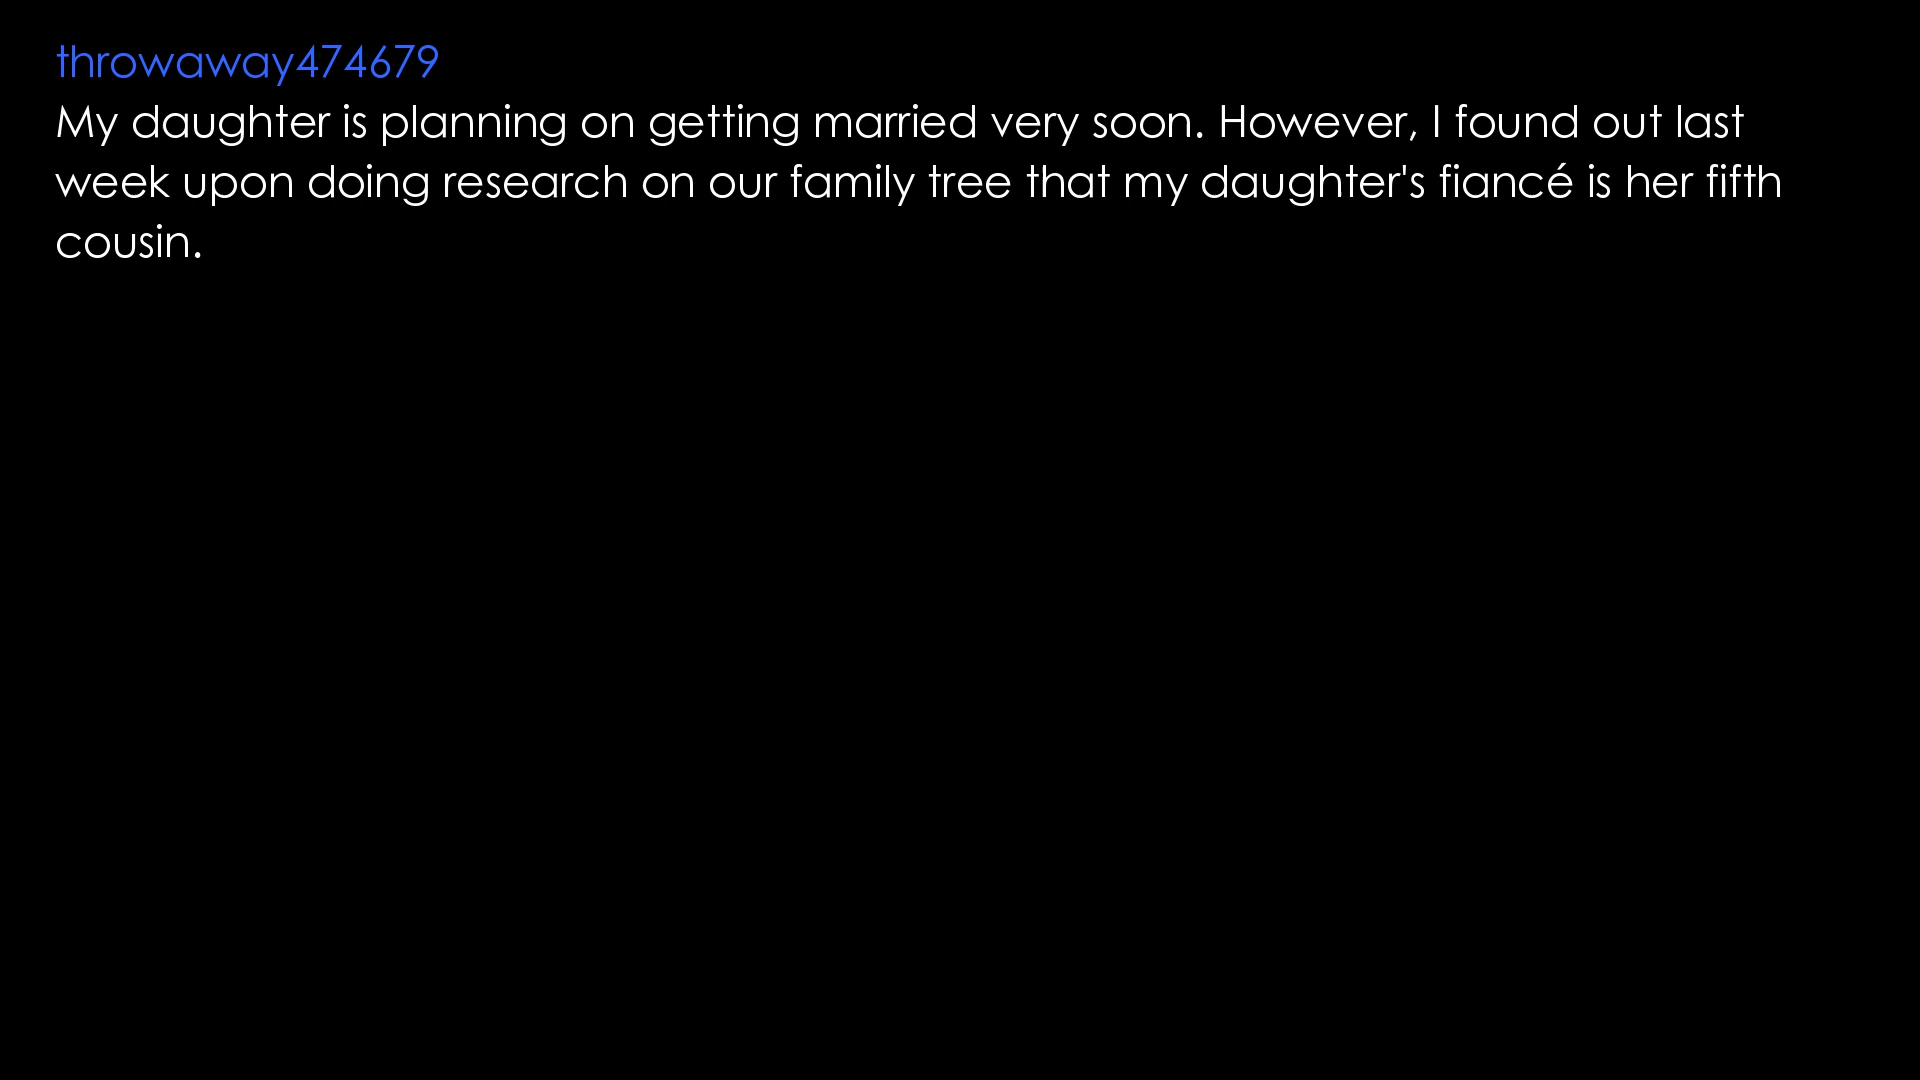 throwaway474679
My daughter is planning on getting married very soon. However, I found out last
week upon doing research on our family tree that my daughter's fiancé is her fifth
cousin.